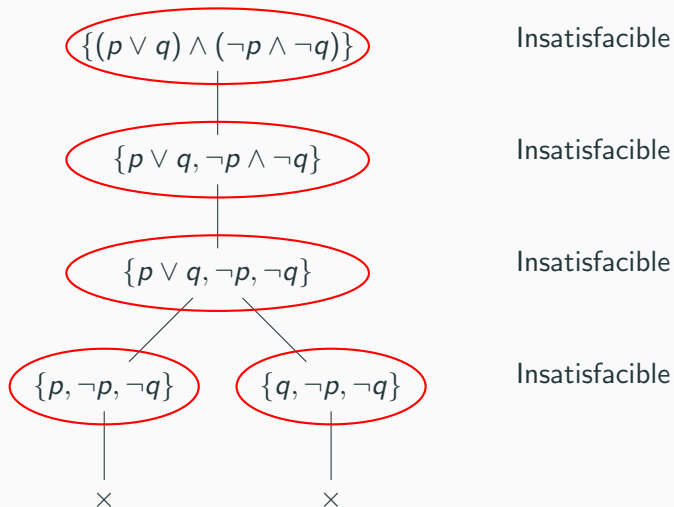 {(p ∨ q) ∧ (¬p ∧ ¬q)} Insatisfacible
{p ∨ q, ¬p ∧ ¬q} Insatisfacible
{p ∨ q, ¬p, ¬q} Insatisfacible
{p, ¬p, ¬q} {q, ¬p, ¬q} Insatisfacible
× ×